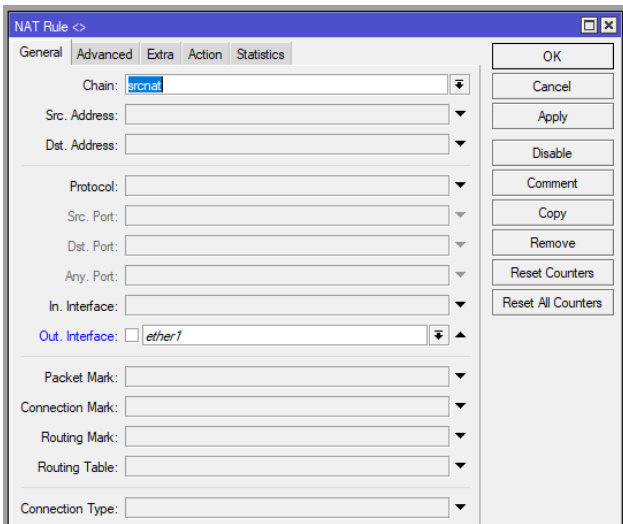 NAT Rule <>
General Advanced Extra Action Statistics
Chain: srcnat
Src. Address:
Dst. Address:
Protocol:
Src. Port:
Dst. Port:
Any. Port:
In. Interface:
Out. Interface: ether1
Packet Mark:
Connection Mark:
Routing Mark:
Routing Table:
Connection Type:
OK
Cancel
Apply
Disable
Comment
Copy
Remove
Reset Counters
Reset All Counters